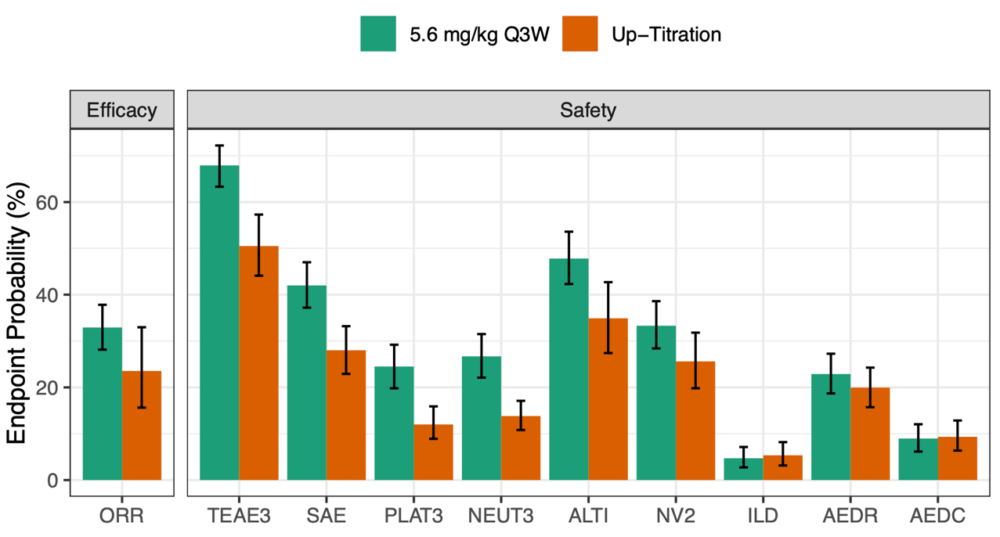 5.6 mg/kg Q3W Up−Titration
Efficacy Safety
Endpoint Probability (%)
60
40
20
0
ORR TEAE3 SAE PLAT3 NEUT3 ALTI NV2 ILD AEDR AEDC